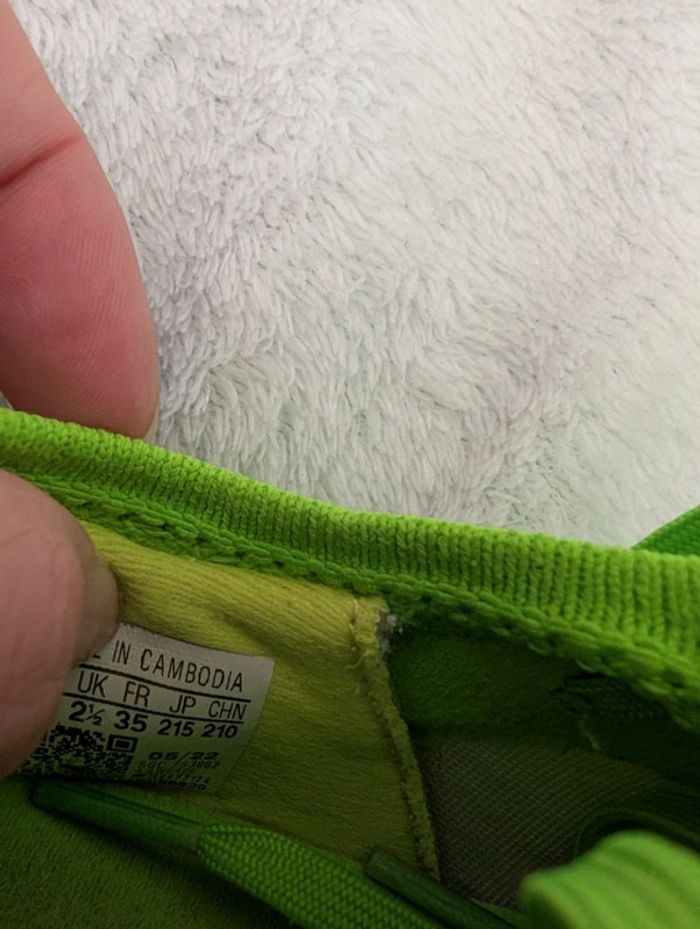 IN CAMBODIA
UK FR JP CHN
2½ 35 215 210
05/22